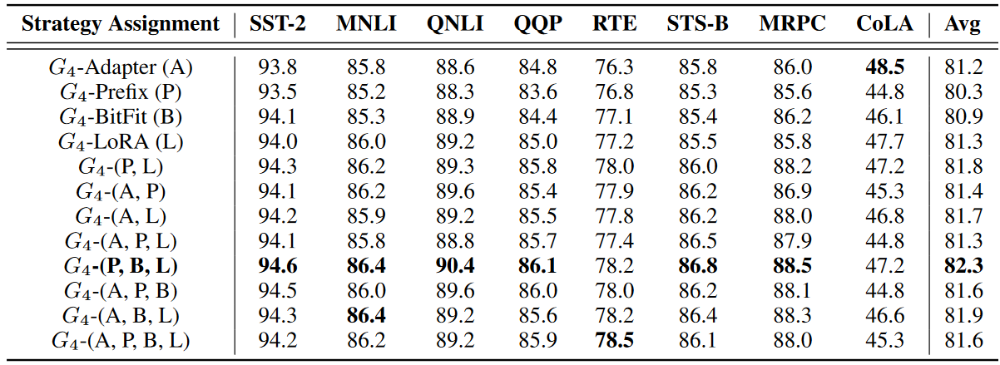 Strategy Assignment SST-2 MNLI QNLI QQP RTE STS-B MRPC CoLA Avg
G4-Adapter (A) 93.8 85.8 88.6 84.8 76.3 85.8 86.0 48.5 81.2
G4-Prefix (P) 93.5 85.2 88.3 83.6 76.8 85.3 85.6 44.8 80.3
G4-BitFit (B) 94.1 85.3 88.9 84.4 77.1 85.4 86.2 46.1 80.9
G4-LoRA (L) 94.0 86.0 89.2 85.0 77.2 85.5 85.8 47.7 81.3
G4-(P, L) 94.3 86.2 89.3 85.8 78.0 86.0 88.2 47.2 81.8
G4-(A, P) 94.1 86.2 89.6 85.4 77.9 86.2 86.9 45.3 81.4
G4-(A, L) 94.2 85.9 89.2 85.5 77.8 86.2 88.0 46.8 81.7
G4-(A, P, L) 94.1 85.8 88.8 85.7 77.4 86.5 87.9 44.8 81.3
G4-(P, B, L) 94.6 86.4 90.4 86.1 78.2 86.8 88.5 47.2 82.3
G4-(A, P, B) 94.5 86.0 89.6 86.0 78.0 86.2 88.1 44.8 81.6
G4-(A, B, L) 94.3 86.4 89.2 85.6 78.2 86.4 88.3 46.6 81.9
G4-(A, P, B, L) 94.2 86.2 89.2 85.9 78.5 86.1 88.0 45.3 81.6